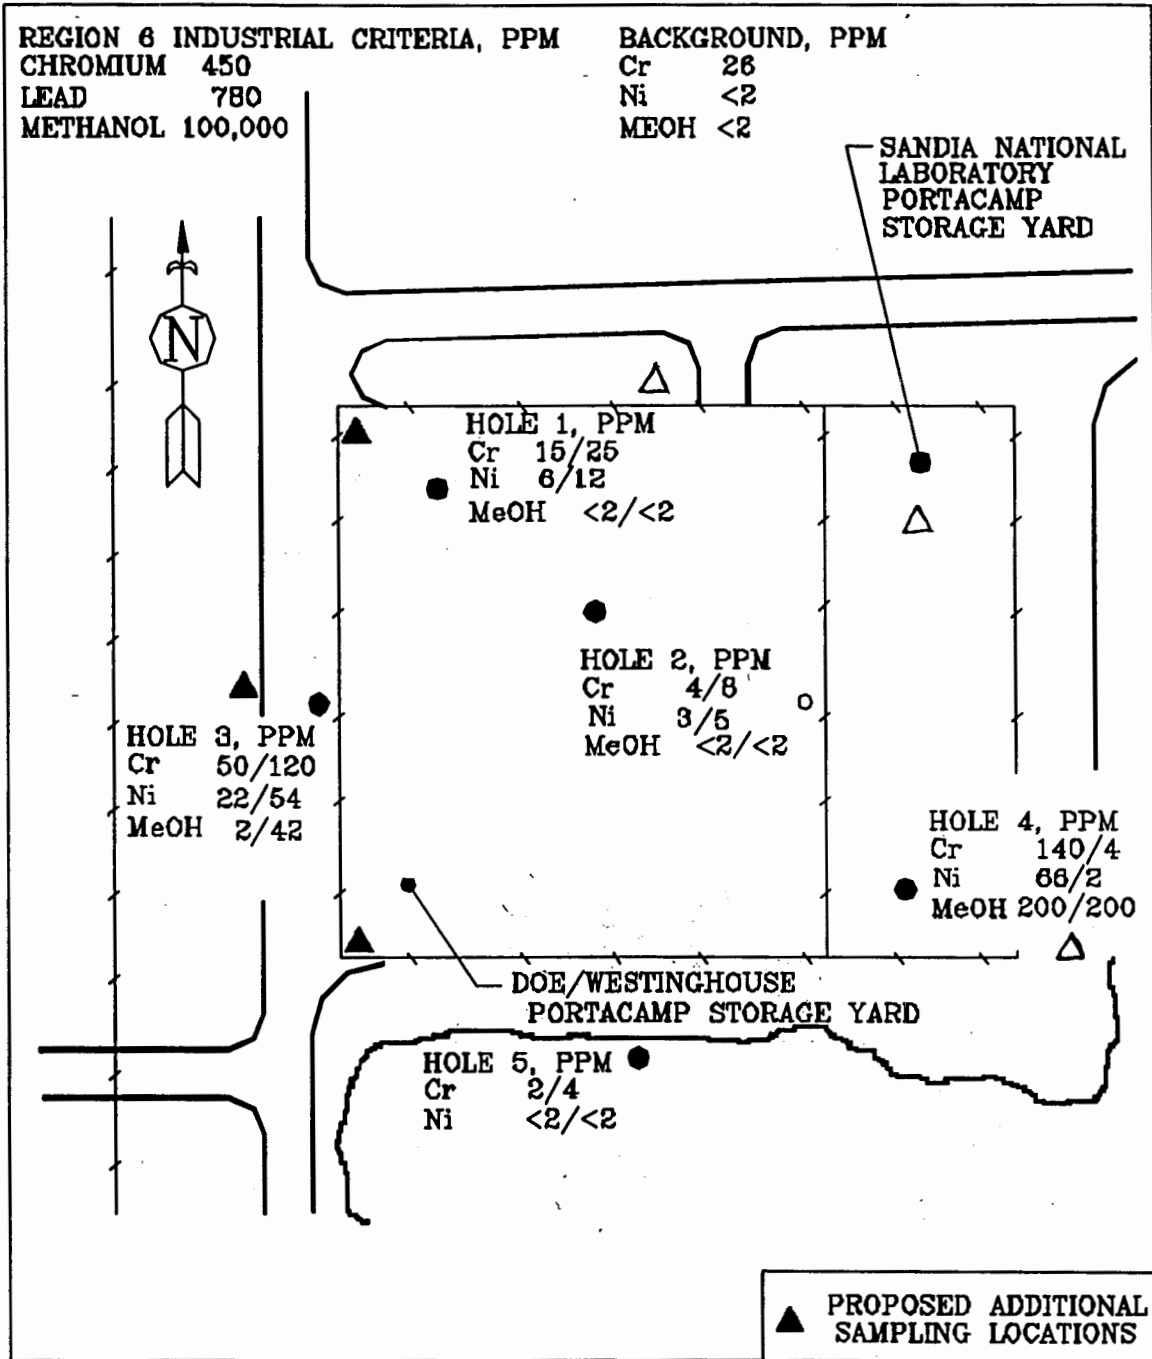 REGION 6 INDUSTRIAL CRITERIA, PPM
CHROMIUM 450
LEAD 780
METHANOL 100,000
BACKGROUND, PPM
Cr 26
Ni <2
MEOH <2
SANDIA NATIONAL
LABORATORY
PORTACAMP
STORAGE YARD
N
HOLE 1, PPM
Cr 15/25
Ni 6/12
MeOH <2/<2
HOLE 2, PPM
Cr 4/8
Ni 3/5
MeOH <2/<2
HOLE 3, PPM
Cr 50/120
Ni 22/54
MeOH 2/42
HOLE 4, PPM
Cr 140/4
Ni 66/2
MeOH 200/200
DOE/WESTINGHOUSE
PORTACAMP STORAGE YARD
HOLE 5, PPM
Cr 2/4
Ni <2/<2
PROPOSED ADDITIONAL
SAMPLING LOCATIONS